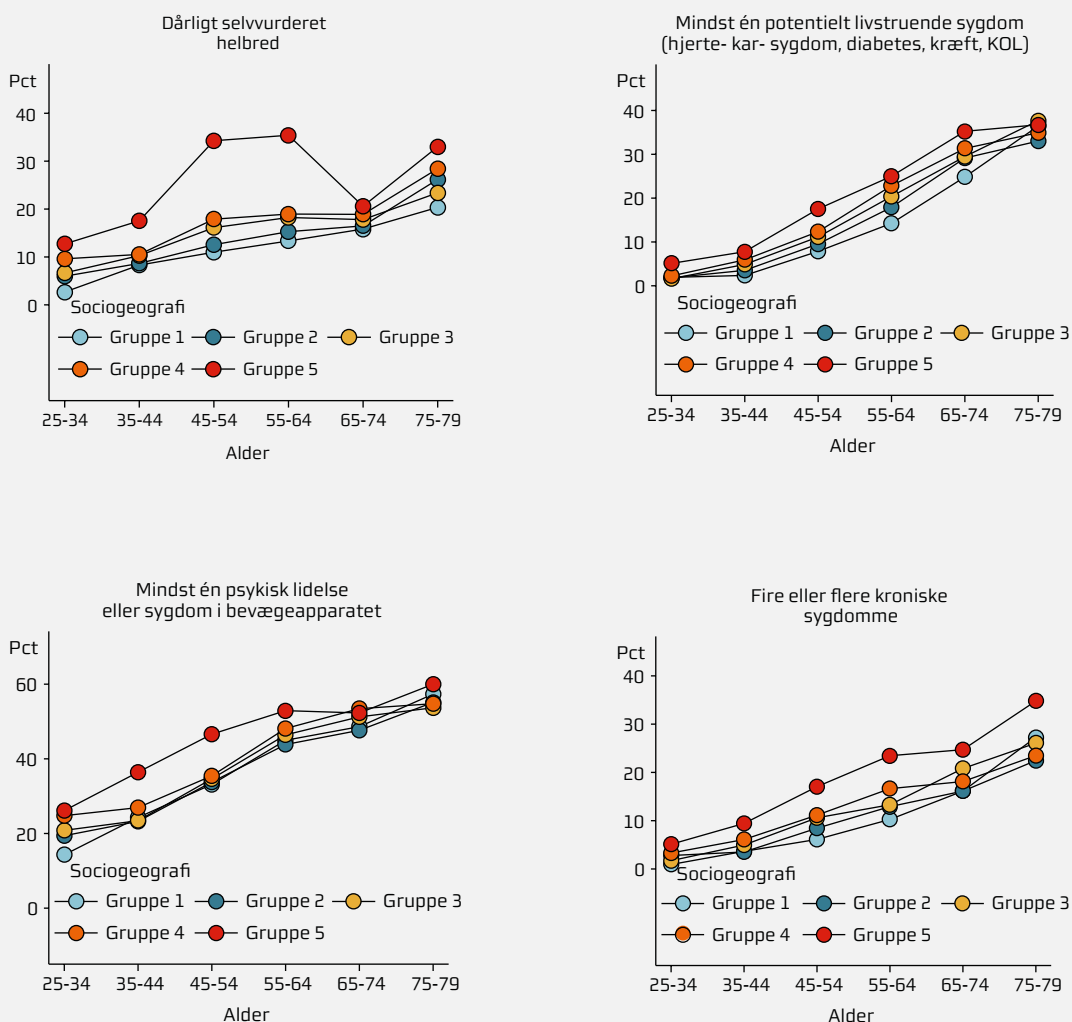 Dårligt selvvurderet
helbred
Pct
40
30
20
10
0
Sociogeografi
Gruppe 1 Gruppe 2 Gruppe 3
Gruppe 4 Gruppe 5
25-34 35-44 45-54 55-64 65-74 75-79
Alder
Mindst én potentielt livstruende sygdom
(hjerte- kar- sygdom, diabetes, kræft, KOL)
Pct
40
30
20
10
0
Sociogeografi
Gruppe 1 Gruppe 2 Gruppe 3
Gruppe 4 Gruppe 5
25-34 35-44 45-54 55-64 65-74 75-79
Alder
Mindst én psykisk lidelse
eller sygdom i bevægeapparatet
Pct
60
40
20
Sociogeografi
0
Gruppe 1 Gruppe 2 Gruppe 3
Gruppe 4 Gruppe 5
25-34 35-44 45-54 55-64 65-74 75-79
Alder
Fire eller flere kroniske
sygdomme
Pct
40
30
20
10
0
Sociogeografi
Gruppe 1 Gruppe 2 Gruppe 3
Gruppe 4 Gruppe 5
25-34 35-44 45-54 55-64 65-74 75-79
Alder